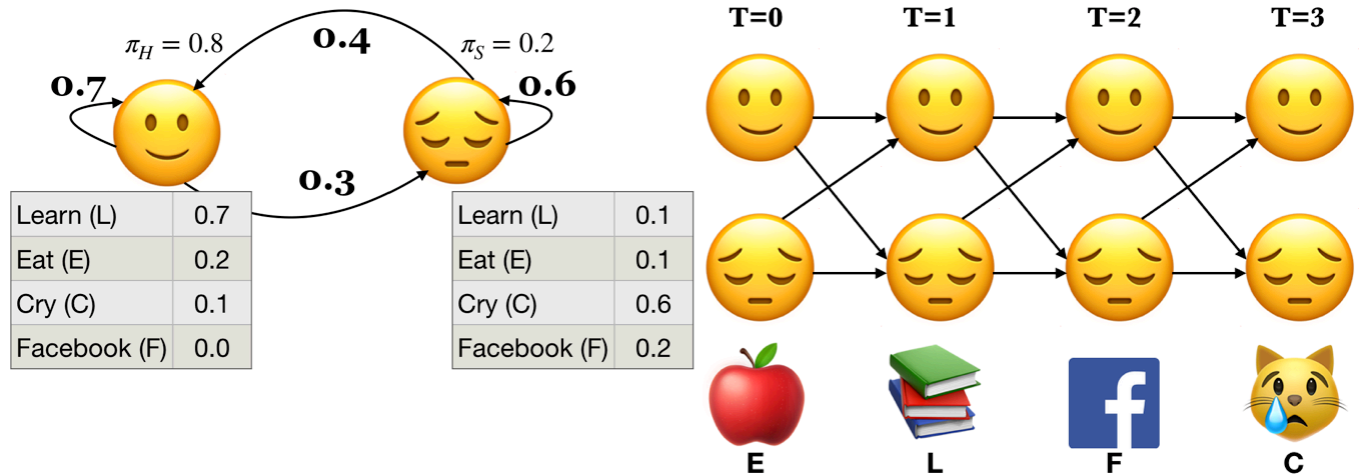 0.4
π_H = 0.8
π_S = 0.2
0.7
0.6
0.3
Learn (L) 0.7
Eat (E) 0.2
Cry (C) 0.1
Facebook (F) 0.0
Learn (L) 0.1
Eat (E) 0.1
Cry (C) 0.6
Facebook (F) 0.2
T=0 T=1 T=2 T=3
f
E L F C